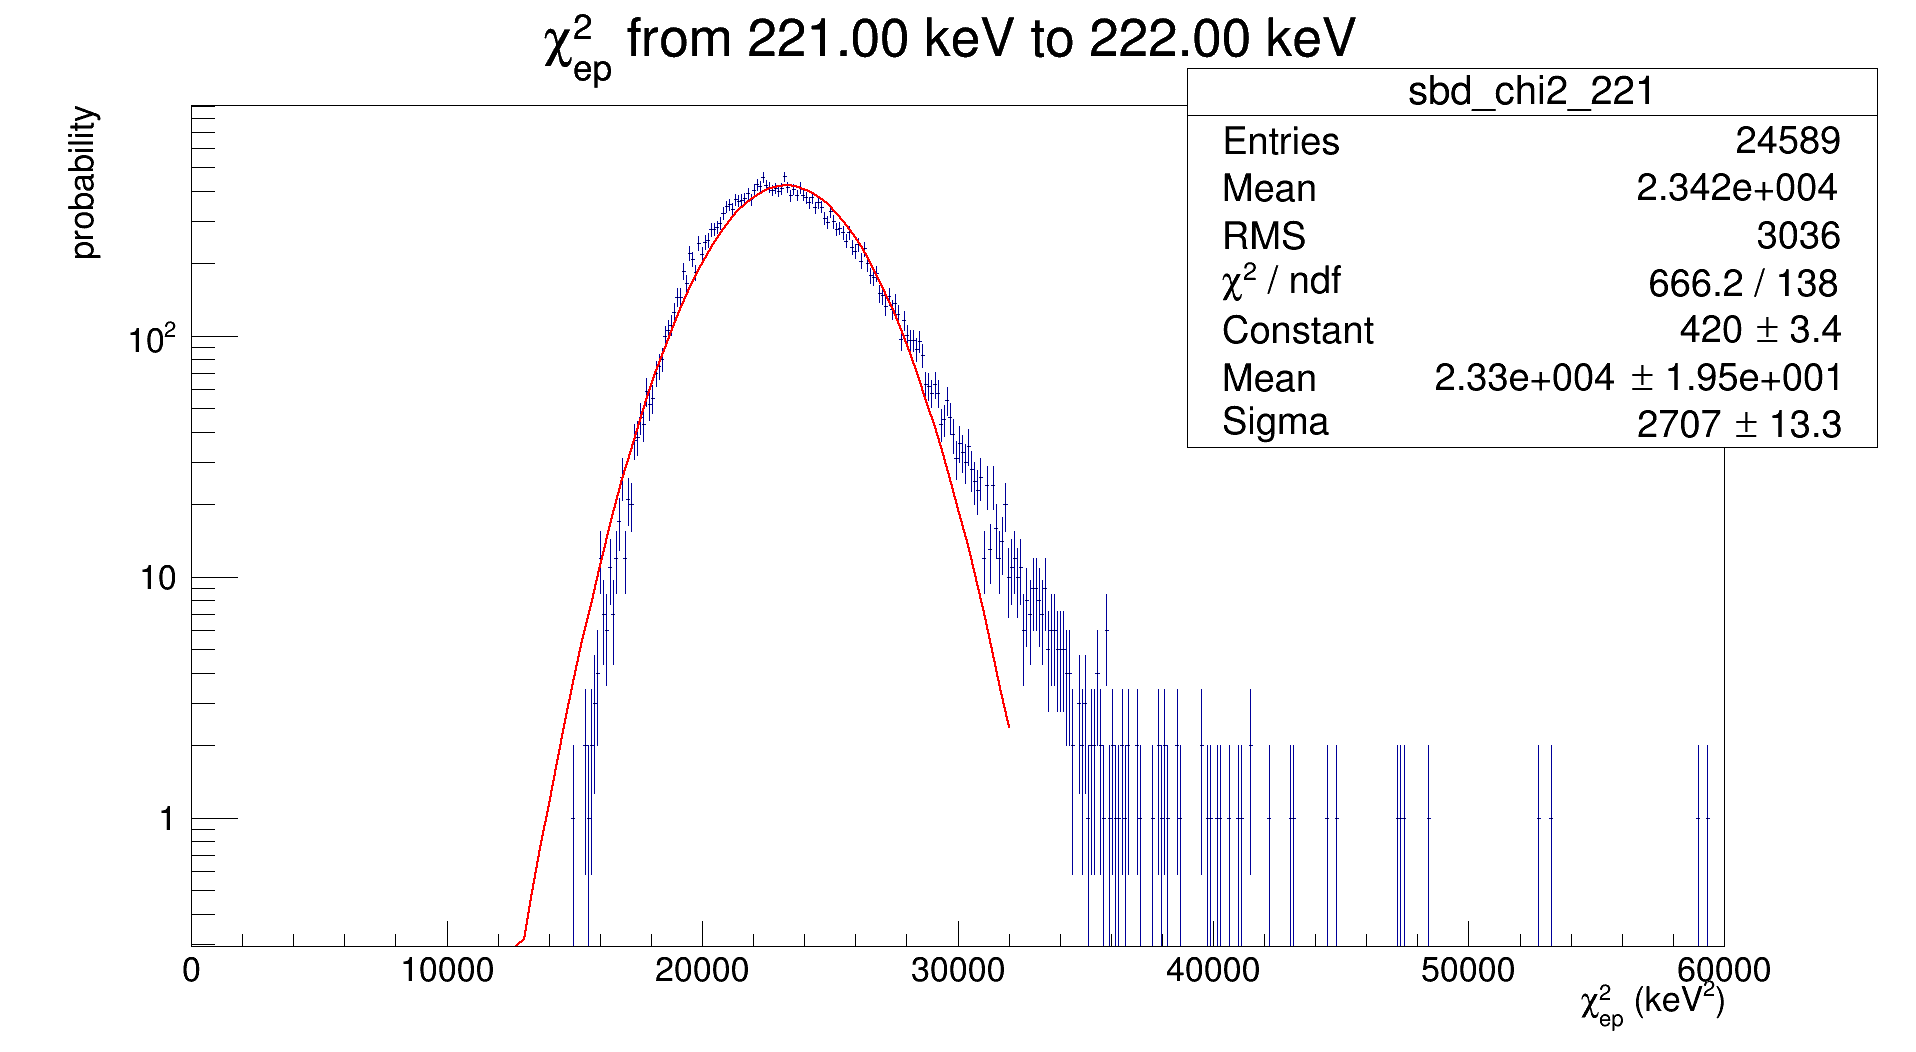 χ²ep from 221.00 keV to 222.00 keV
sbd_chi2_221
Entries 24589
Mean 2.342e+004
RMS 3036
χ² / ndf 666.2 / 138
Constant 420 ± 3.4
Mean 2.33e+004 ± 1.95e+001
Sigma 2707 ± 13.3
probability
10²
10
1
0 10000 20000 30000 40000 50000 60000
χ²ep (keV²)